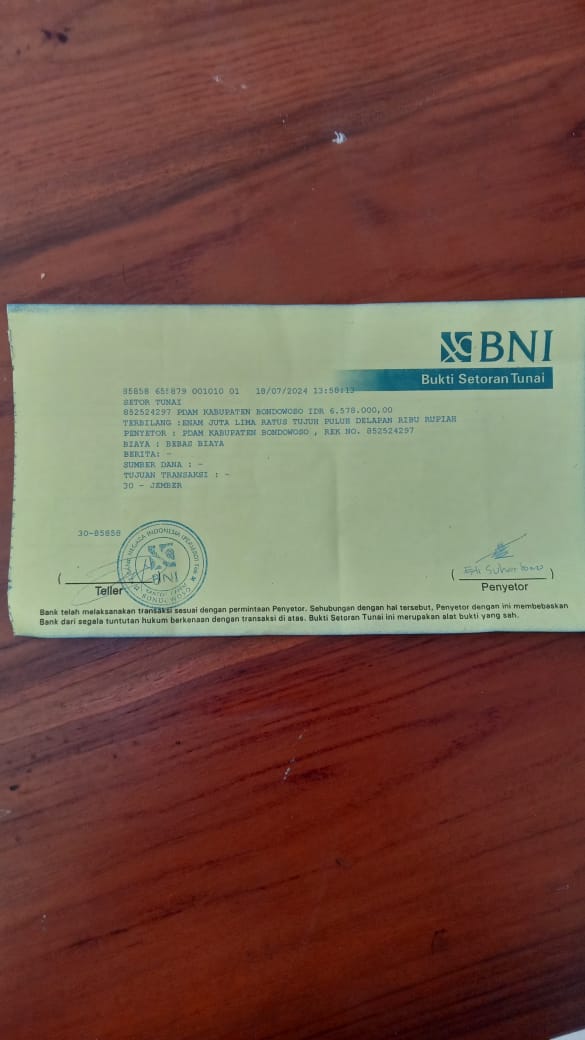 BNI
Bukti Setoran Tunai
85858 655879 001010 01 18/07/2024 13:58:13
SETOR TUNAI
852524297 PDAM KABUPATEN BONDOWOSO IDR 6.578.000,00
TERBILANG :ENAM JUTA LIMA RATUS TUJUH PULUH DELAPAN RIBU RUPIAH
PENYETOR : PDAM KABUPATEN BONDOWOSO , REK NO. 852524297
BIAYA : BEBAS BIAYA
BERITA: -
SUMBER DANA : -
TUJUAN TRANSAKSI : -
30 - JEMBER
30-85858
NEGARA INDONESIA (PERSERO) Tbk
BNI
BONDOWOSO
( )
Teller
( )
Penyetor
Bank telah melaksanakan transaksi sesuai dengan permintaan Penyetor. Sehubungan dengan hal tersebut, Penyetor dengan ini membebaskan
Bank dari segala tuntutan hukum berkenaan dengan transaksi di atas. Bukti Setoran Tunai ini merupakan alat bukti yang sah.